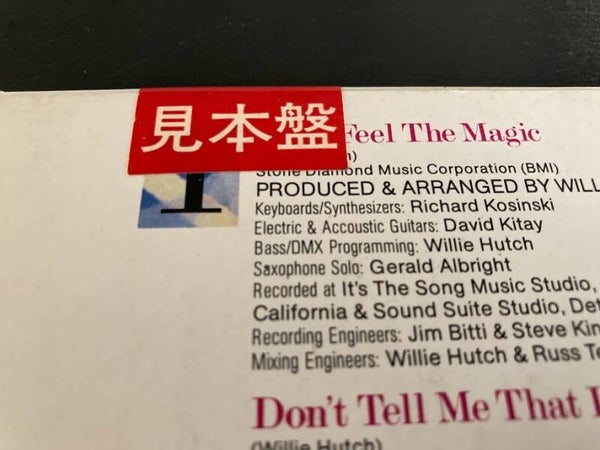 見本盤
Feel The Magic
Stone Diamond Music Corporation (BMI)
PRODUCED & ARRANGED BY
Keyboards/Synthesizers: Richard Kosinski
Electric & Accoustic Guitars: David Kitay
Bass/DMX Programming: Willie Hutch
Saxophone Solo: Gerald Albright
Recorded at It's The Song Music Studio,
California & Sound Suite Studio,
Recording Engineers: Jim Bitti & Steve
Mixing Engineers: Willie Hutch & Russ
Don't Tell Me That
(Willie Hutch)